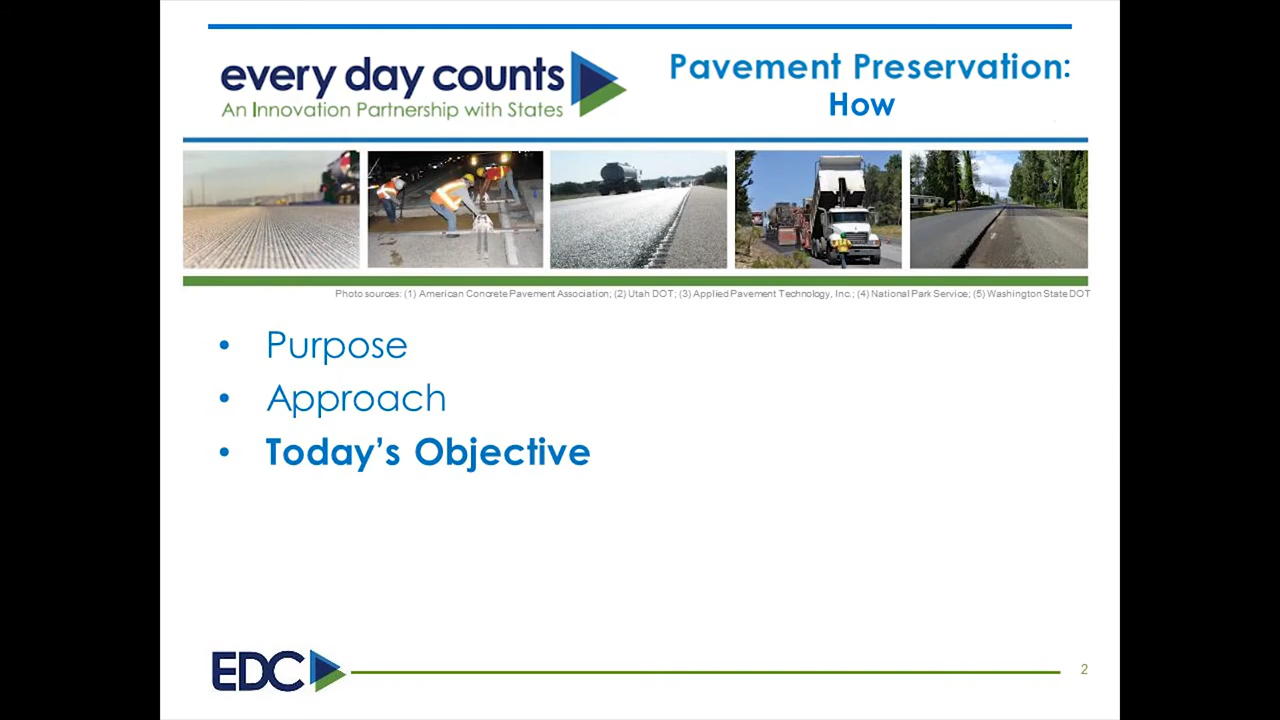 every day counts
An Innovation Partnership with States
Pavement Preservation:
How
Photo sources: (1) American Concrete Pavement Association; (2) Utah DOT; (3) Applied Pavement Technology, Inc.; (4) National Park Service; (5) Washington State DOT
• Purpose
• Approach
• Today's Objective
EDC
2